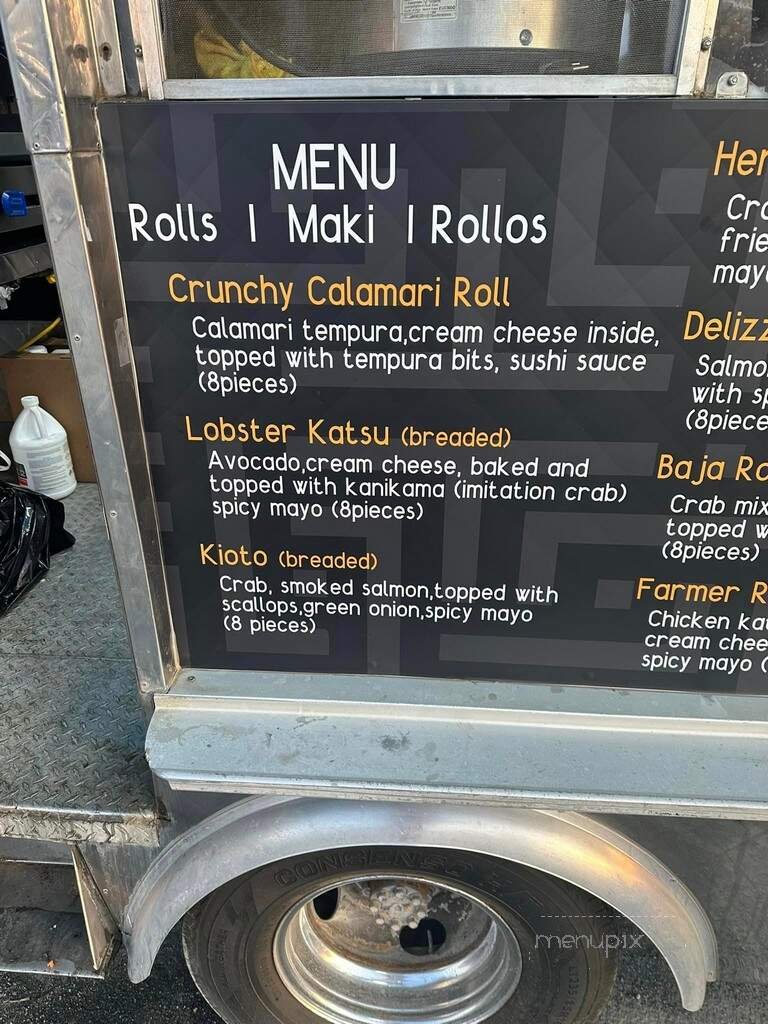 MENU
Rolls | Maki | Rollos
Crunchy Calamari Roll
Calamari tempura,cream cheese inside,
topped with tempura bits, sushi sauce
(8pieces)
Lobster Katsu (breaded)
Avocado,cream cheese, baked and
topped with kanikama (imitation crab)
spicy mayo (8pieces)
Kioto (breaded)
Crab, smoked salmon,topped with
scallops,green onion,spicy mayo
(8 pieces)
Her
Cra
frie
mayo
Delizz
Salmo
with sp
(8piece
Baja Ro
Crab mix
topped w
(8pieces)
Farmer R
Chicken kat
cream chee
spicy mayo (
menupix